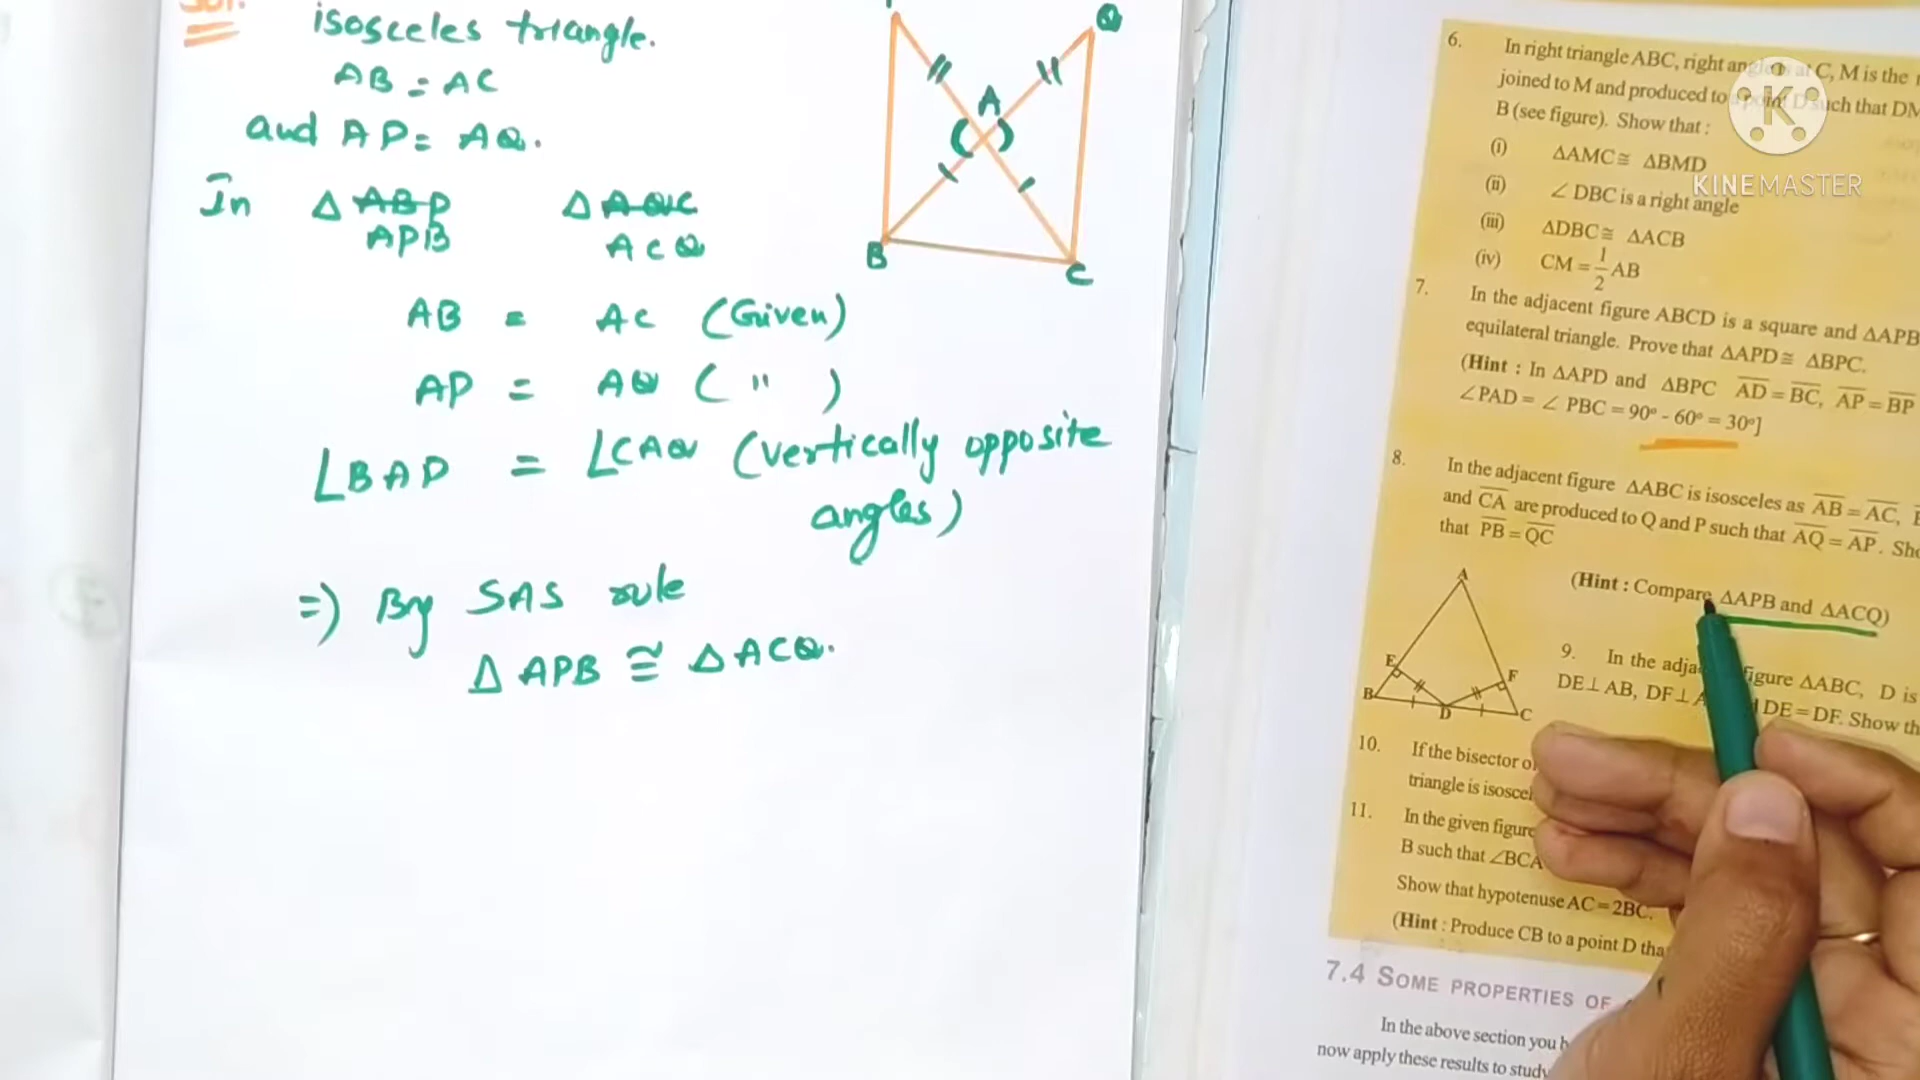 isosceles triangle.
AB = AC
and AP = AQ.
In Δ ABP Δ AQC
APB ACQ
AB = AC (Given)
AP = AQ ( " )
∠BAP = ∠CAQ (vertically opposite
angles)
=) By SAS rule
Δ APB ≅ Δ ACQ.
Q
A
B
C
6. In right triangle ABC, right at C, M is the
joined to M and produced to a point D such that DM
B (see figure). Show that :
(i) ΔAMC ≅ ΔBMD
(ii) ∠ DBC is a right angle
(iii) ΔDBC ≅ ΔACB
(iv) CM = 1/2 AB
7. In the adjacent figure ABCD is a square and ΔAPB
equilateral triangle. Prove that ΔAPD ≅ ΔBPC.
(Hint : In ΔAPD and ΔBPC AD = BC, AP = BP
∠PAD = ∠ PBC = 90° - 60° = 30°]
8. In the adjacent figure ΔABC is isosceles as AB = AC,
and CA are produced to Q and P such that AQ = AP.
that PB = QC
(Hint : Compare ΔAPB and ΔACQ)
A
E
F
B
D
C
9. In the figure ΔABC, D is
DE⊥AB, DF⊥ DE = DF. Show
10. If the bisector
triangle is
11. In the given figure
B such that ∠BCA
Show that hypotenuse AC = 2BC.
(Hint : Produce CB to a point D
7.4 SOME PROPERTIES OF
In the above section you
now apply these results to study
K
KINEMASTER